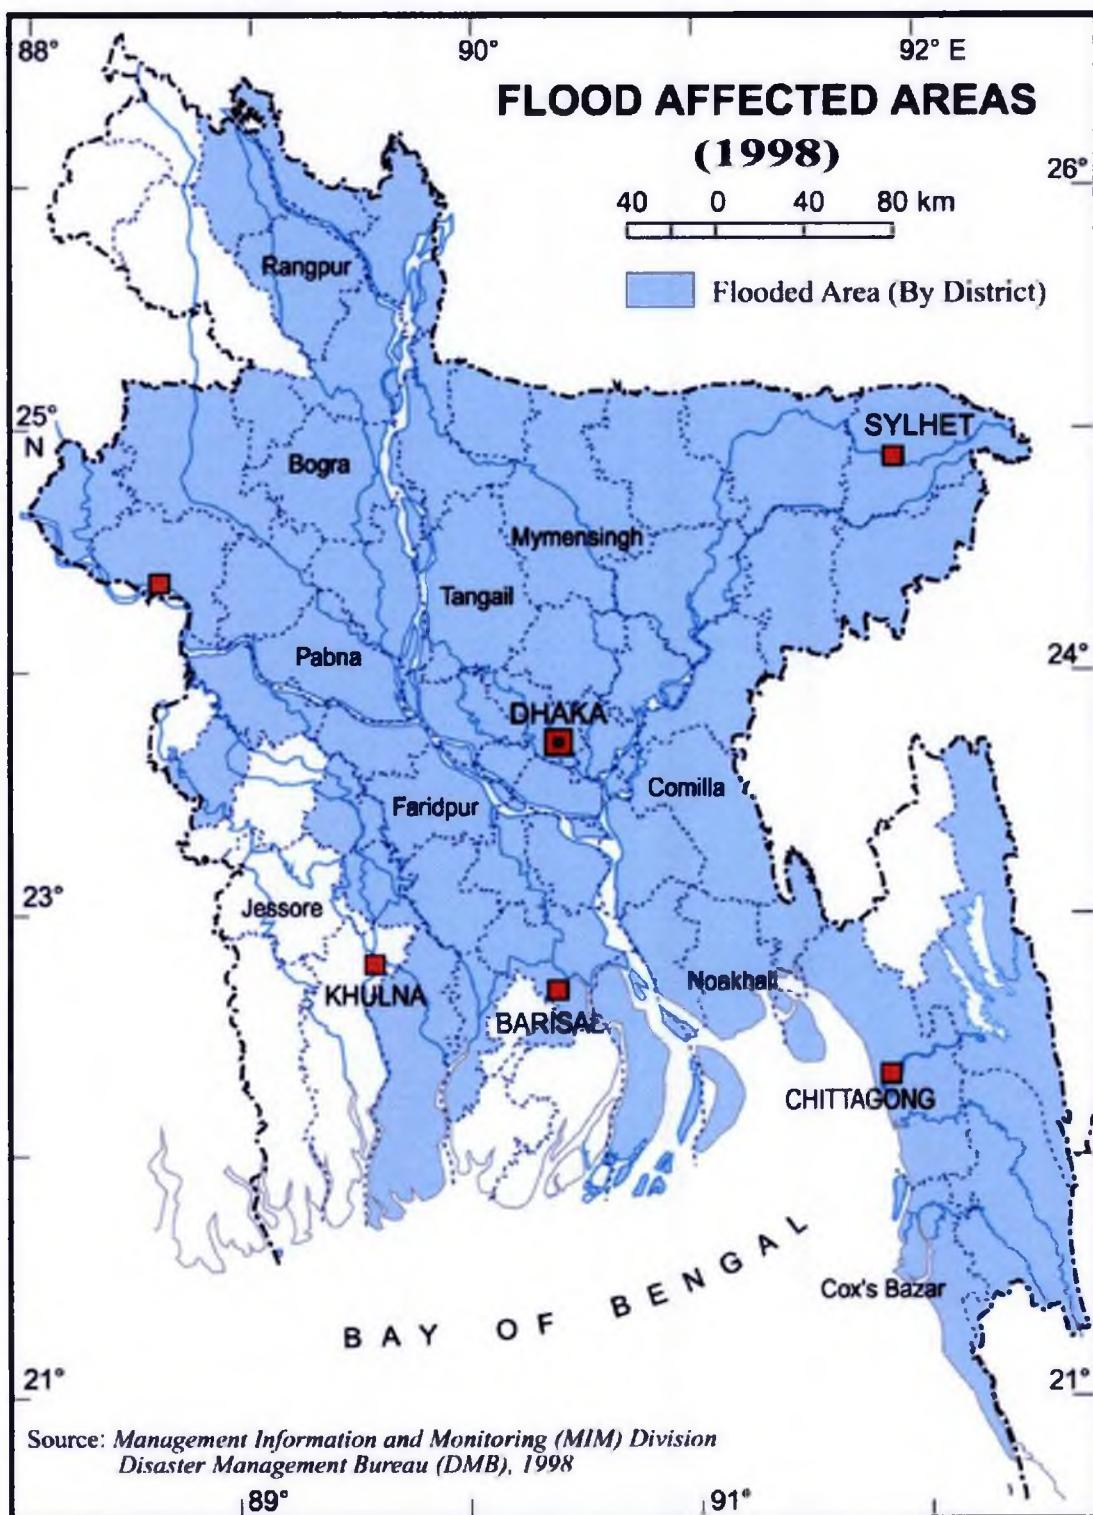 88°
90°
92° E
FLOOD AFFECTED AREAS
(1998)
26°
40 0 40 80 km
Rangpur
Flooded Area (By District)
25°
N
SYLHET
Bogra
Mymensingh
Tangail
Pabna
24°
DHAKA
Comilla
Faridpur
23°
Jessore
Noakhali
KHULNA
BARISAL
CHITTAGONG
BAY OF BENGAL
Cox's Bazar
21°
21°
Source: Management Information and Monitoring (MIM) Division
Disaster Management Bureau (DMB), 1998
89°
91°